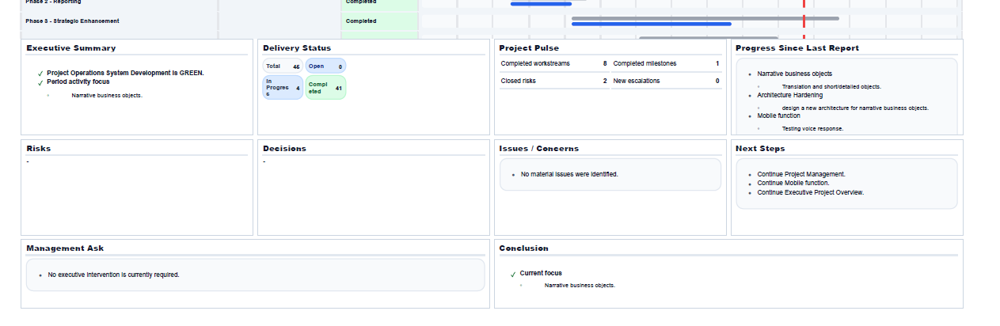 Phase 2 - Reporting Completed
Phase 3 - Strategic Enhancement Completed
Executive Summary
✓ Project Operations System Development is GREEN.
✓ Period activity focus
Narrative business objects.
Delivery Status
Total 45 Open 0
In Progres s 4 Compl eted 41
Project Pulse
Completed workstreams 8 Completed milestones 1
Closed risks 2 New escalations 0
Progress Since Last Report
• Narrative business objects
Translation and short/detailed objects.
• Architecture Hardening
design a new architecture for narrative business objects.
• Mobile function
Testing voice response.
Risks
-
Decisions
-
Issues / Concerns
• No material issues were identified.
Next Steps
• Continue Project Management.
• Continue Mobile function.
• Continue Executive Project Overview.
Management Ask
• No executive intervention is currently required.
Conclusion
✓ Current focus
Narrative business objects.